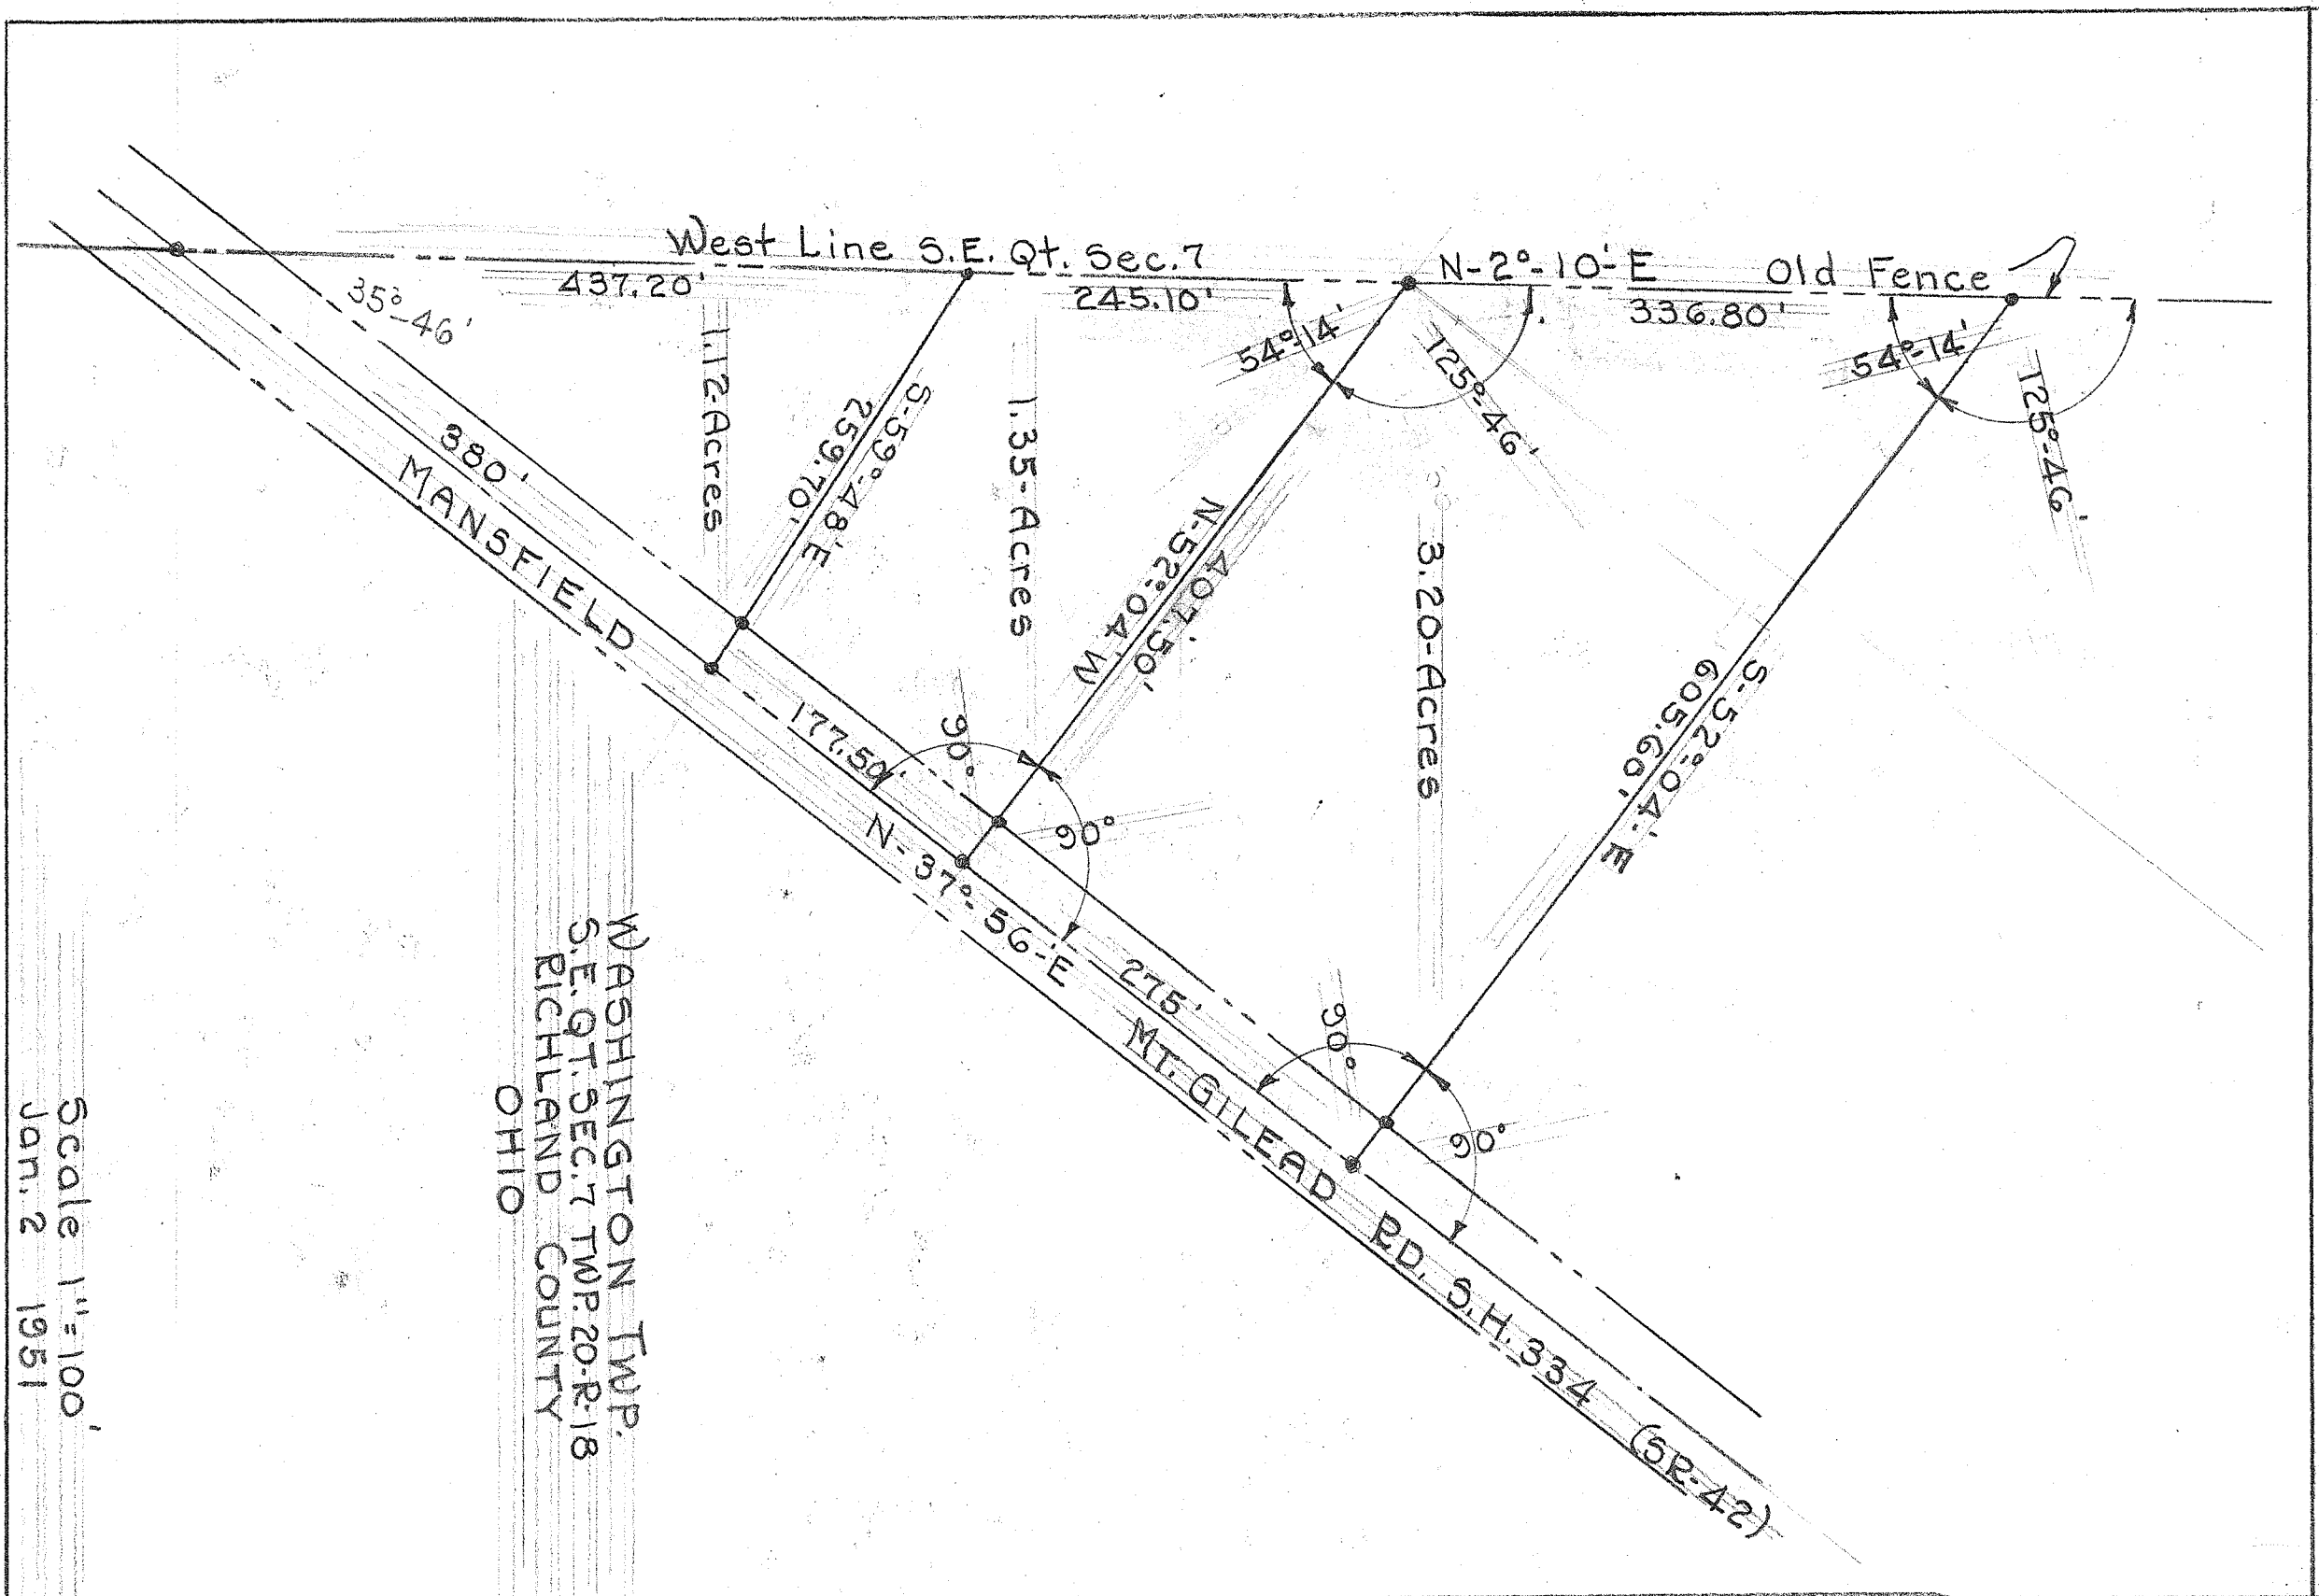 West Line S.E. Qt. Sec. 7
N-2°-10'-E
Old Fence
437.20'
245.10'
336.80'
35°-46'
54°-14'
125°-46'
54°-14'
125°-46'
1.12-Acres
S-59°-48'E
259.70'
1.35-Acres
N-52°-04'W
407.50'
3.20-Acres
S-52°-04'-E
605.60'
380'
177.50'
275'
90°
90°
90°
90°
MANSFIELD
N-37°-56'-E
MT. GILEAD RD. S.H. 334 (SR-42)
WASHINGTON TWP.
S.E. QT. SEC. 7 TWP. 20-R-18
RICHLAND COUNTY
OHIO
Scale 1"=100'
Jan. 2 1951